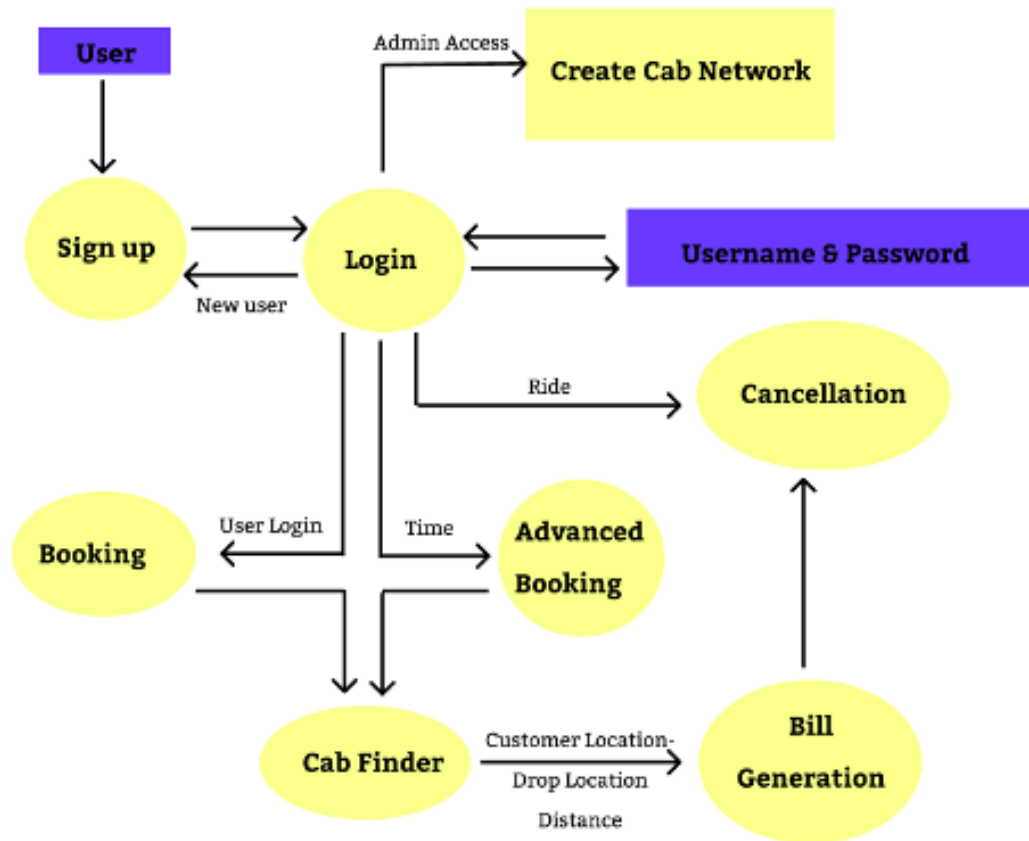 User
Admin Access
Create Cab Network
Sign up
Login
Username & Password
New user
Ride
Cancellation
Booking
User Login
Time
Advanced
Booking
Cab Finder
Customer Location-
Drop Location
Distance
Bill
Generation